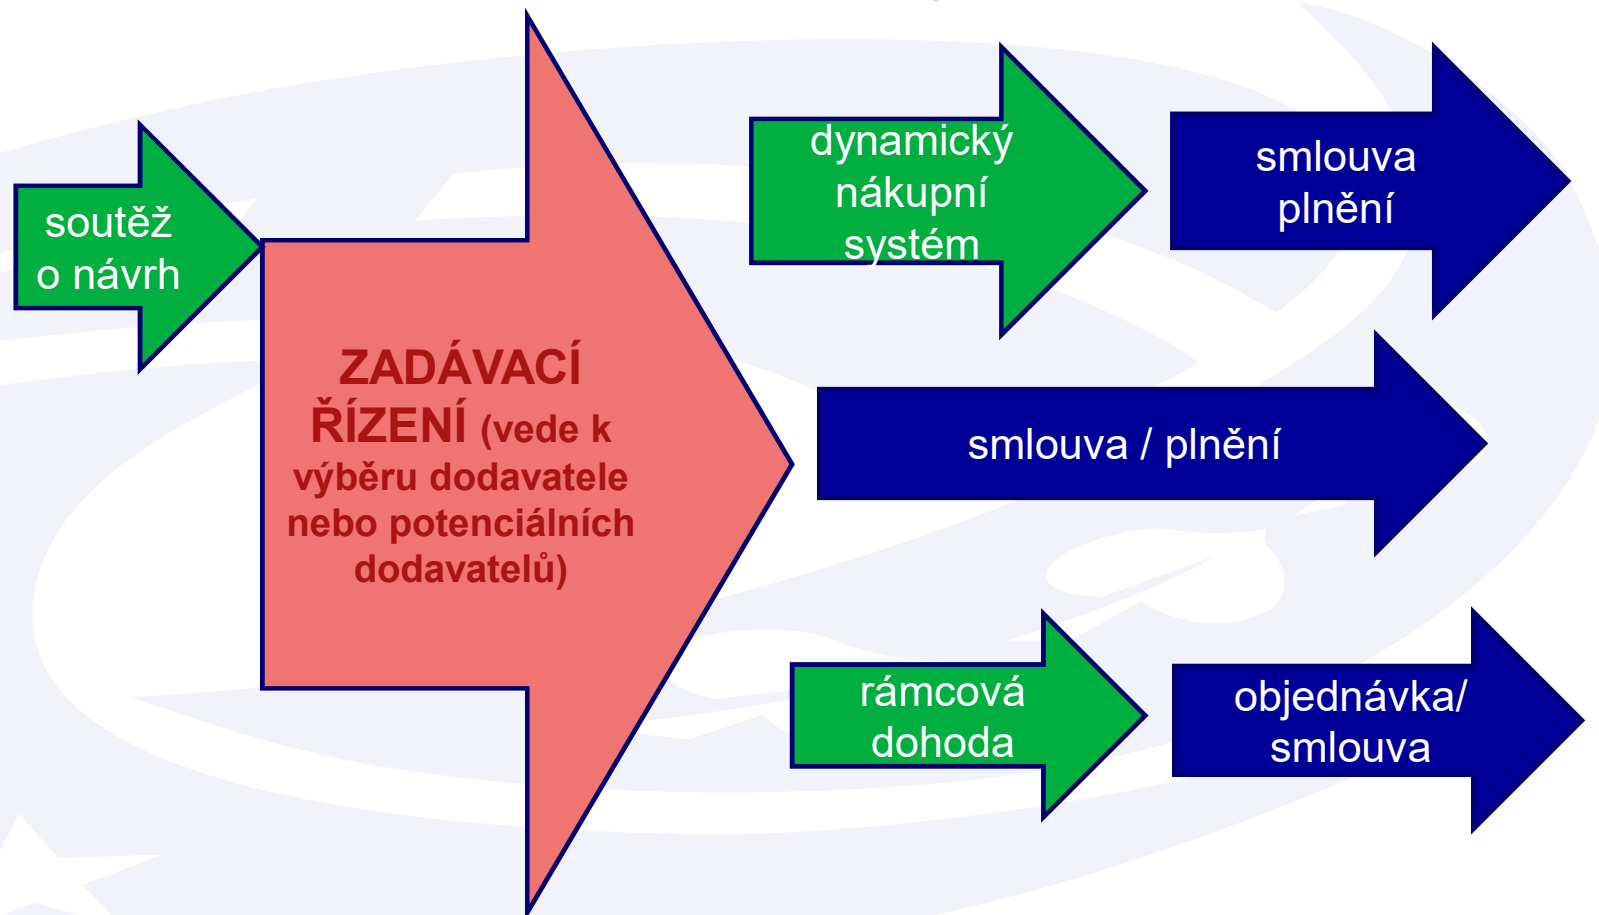 soutěž
o návrh
ZADÁVACÍ
ŘÍZENÍ (vede k
výběru dodavatele
nebo potenciálních
dodavatelů)
dynamický
nákupní
systém
smlouva
plnění
smlouva / plnění
rámcová
dohoda
objednávka/
smlouva